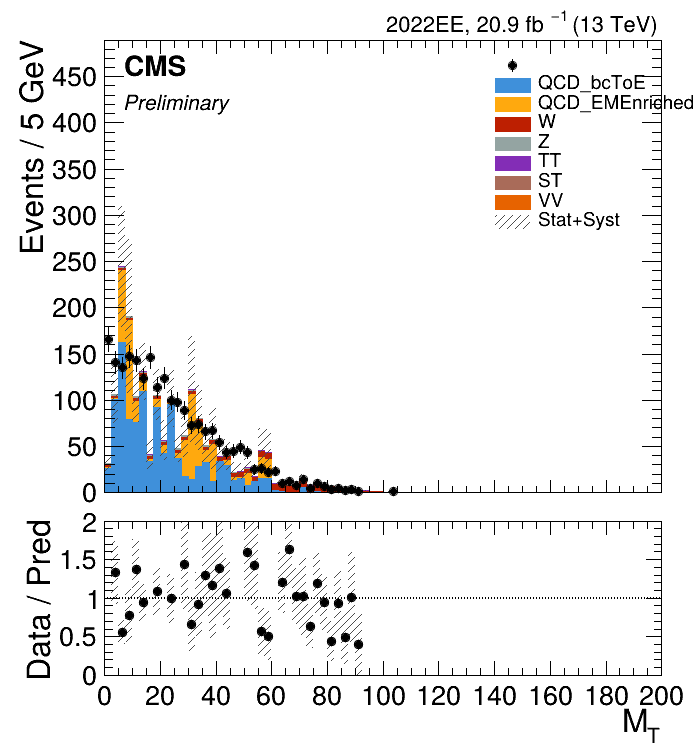 2022EE, 20.9 fb⁻¹ (13 TeV)
CMS
Preliminary
QCD_bcToE
QCD_EMEnriched
W
Z
TT
ST
VV
Stat+Syst
Events / 5 GeV
450
400
350
300
250
200
150
100
50
0
Data / Pred
2
1.5
1
0.5
0
0 20 40 60 80 100 120 140 160 180 200
M_T